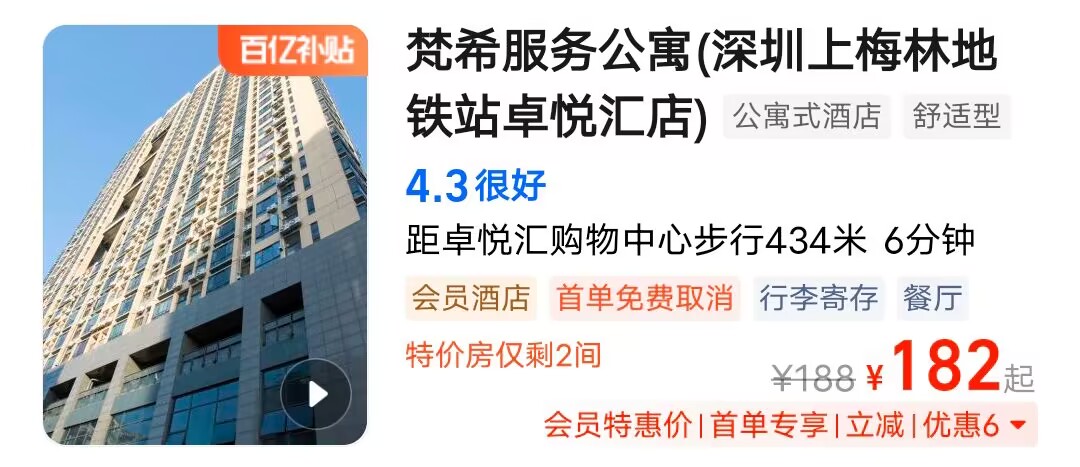 百亿补贴
梵希服务公寓(深圳上梅林地
铁站卓悦汇店) 公寓式酒店 舒适型
4.3很好
距卓悦汇购物中心步行434米 6分钟
会员酒店 首单免费取消 行李寄存 餐厅
特价房仅剩2间
¥188 ¥182起
会员特惠价|首单专享|立减|优惠6